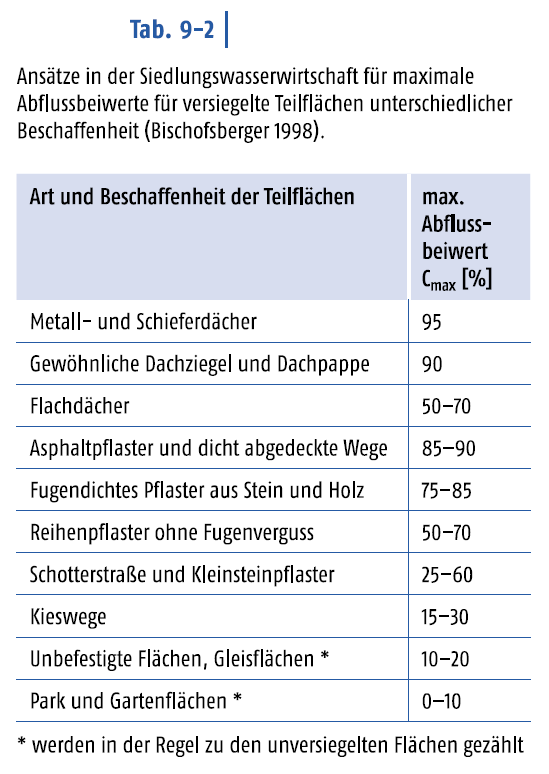 Tab. 9-2
Ansätze in der Siedlungswasserwirtschaft für maximale
Abflussbeiwerte für versiegelte Teilflächen unterschiedlicher
Beschaffenheit (Bischofsberger 1998).
Art und Beschaffenheit der Teilflächen
max.
Abfluss-
beiwert
Cmax [%]
Metall- und Schieferdächer 95
Gewöhnliche Dachziegel und Dachpappe 90
Flachdächer 50–70
Asphaltpflaster und dicht abgedeckte Wege 85–90
Fugendichtes Pflaster aus Stein und Holz 75–85
Reihenpflaster ohne Fugenverguss 50–70
Schotterstraße und Kleinsteinpflaster 25–60
Kieswege 15–30
Unbefestigte Flächen, Gleisflächen * 10–20
Park und Gartenflächen * 0–10
* werden in der Regel zu den unversiegelten Flächen gezählt